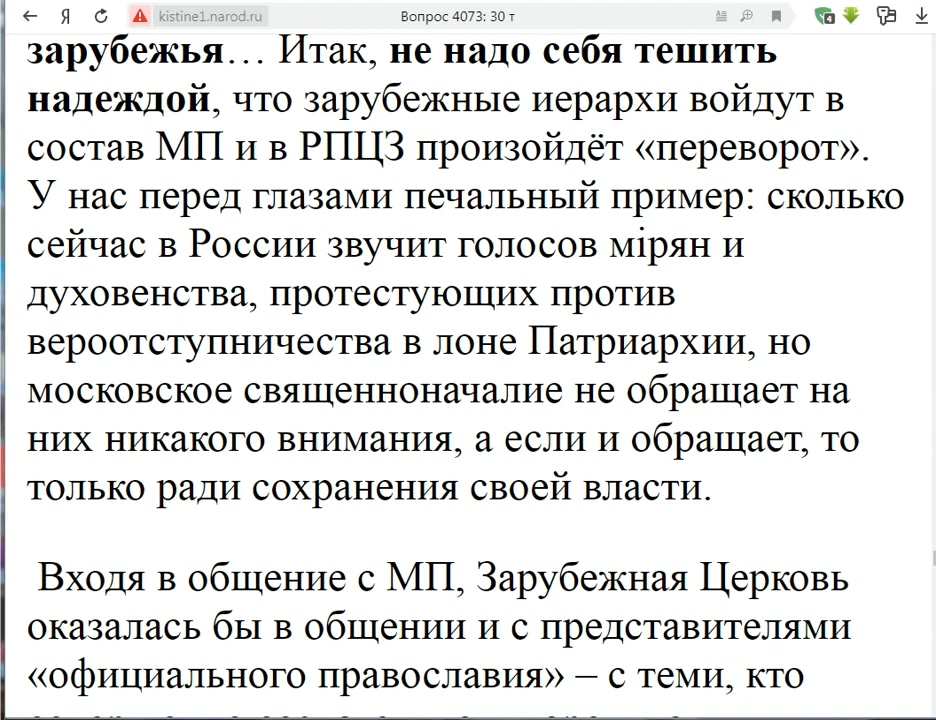 kistine1.narod.ru
Вопрос 4073: 30 т
4
зарубежья… Итак, не надо себя тешить
надеждой, что зарубежные иерархи войдут в
состав МП и в РПЦЗ произойдёт «переворот».
У нас перед глазами печальный пример: сколько
сейчас в России звучит голосов мірян и
духовенства, протестующих против
вероотступничества в лоне Патриархии, но
московское священноначалие не обращает на
них никакого внимания, а если и обращает, то
только ради сохранения своей власти.
Входя в общение с МП, Зарубежная Церковь
оказалась бы в общении и с представителями
«официального православия» – с теми, кто